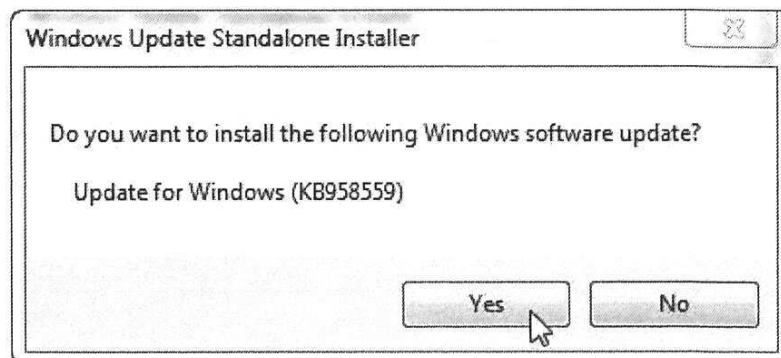 Windows Update Standalone Installer
Do you want to install the following Windows software update?
Update for Windows (KB958559)
Yes
No